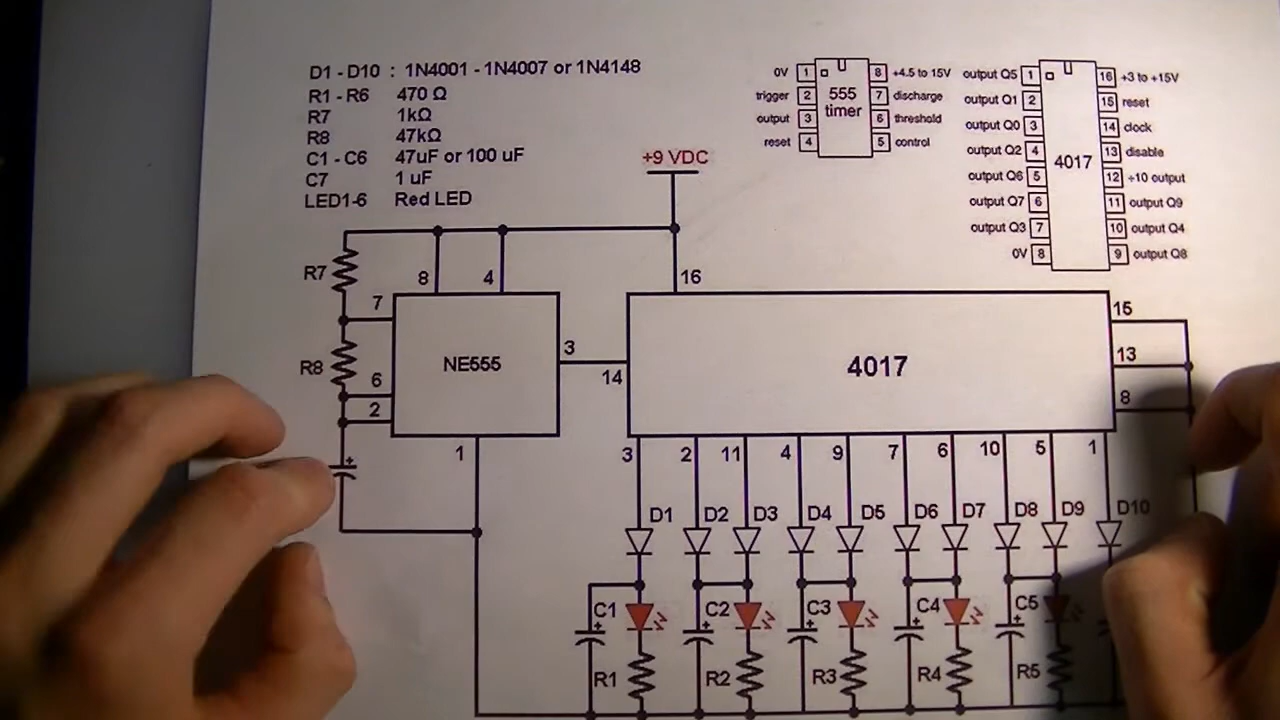 D1 - D10 : 1N4001 - 1N4007 or 1N4148
R1 - R6 470 Ω
R7 1kΩ
R8 47kΩ
C1 - C6 47uF or 100 uF
C7 1 uF
LED1-6 Red LED
0V 1 8 +4.5 to 15V
trigger 2 7 discharge
output 3 6 threshold
reset 4 5 control
555
timer
output Q5 1 16 +3 to +15V
output Q1 2 15 reset
output Q0 3 14 clock
output Q2 4 13 disable
output Q6 5 12 ÷10 output
output Q7 6 11 output Q9
output Q3 7 10 output Q4
0V 8 9 output Q8
4017
+9 VDC
R7
8 4 16
7
R8
6
2
+
NE555
3
14
1
4017
15
13
8
3 2 11 4 9 7 6 10 5 1
D1 D2 D3 D4 D5 D6 D7 D8 D9 D10
C1 C2 C3 C4 C5
+ + + + +
R1 R2 R3 R4 R5